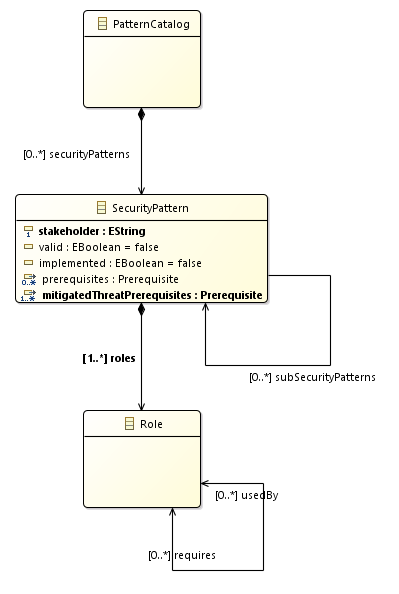 PatternCatalog
[0..*] securityPatterns
SecurityPattern
1 stakeholder : EString
valid : EBoolean = false
implemented : EBoolean = false
0..* prerequisites : Prerequisite
1..* mitigatedThreatPrerequisites : Prerequisite
[1..*] roles
[0..*] subSecurityPatterns
Role
[0..*] usedBy
[0..*] requires